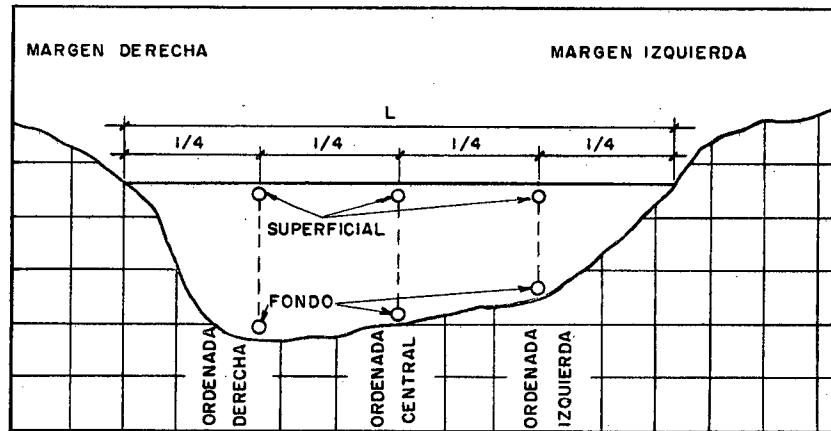 MARGEN DERECHA
MARGEN IZQUIERDA
L
1/4
1/4
1/4
1/4
SUPERFICIAL
FONDO
ORDENADA
DERECHA
ORDENADA
CENTRAL
ORDENADA
IZQUIERDA